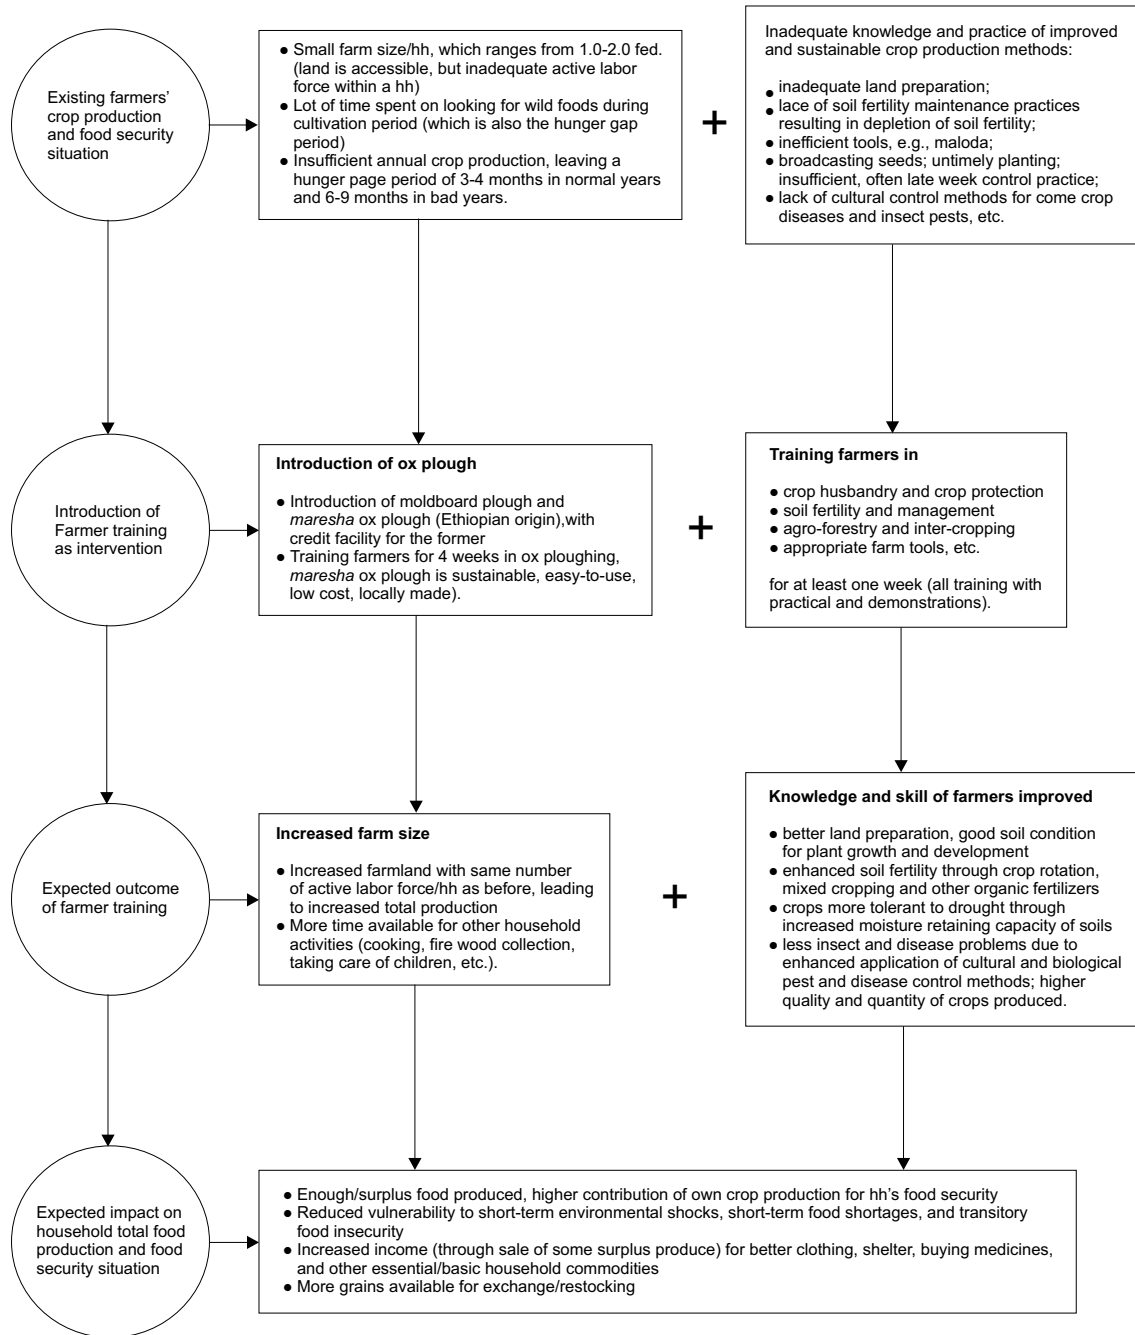 Existing farmers’
crop production
and food security
situation
● Small farm size/hh, which ranges from 1.0-2.0 fed.
(land is accessible, but inadequate active labor
force within a hh)
● Lot of time spent on looking for wild foods during
cultivation period (which is also the hunger gap
period)
● Insufficient annual crop production, leaving a
hunger page period of 3-4 months in normal years
and 6-9 months in bad years.
+
Inadequate knowledge and practice of improved
and sustainable crop production methods:
● inadequate land preparation;
● lack of soil fertility maintenance practices
resulting in depletion of soil fertility;
● inefficient tools, e.g., maloda;
● broadcasting seeds; untimely planting;
insufficient, often late week control practice;
● lack of cultural control methods for come crop
diseases and insect pests, etc.
Introduction of
Farmer training
as intervention
Introduction of ox plough
● Introduction of moldboard plough and
maresha ox plough (Ethiopian origin),with
credit facility for the former
● Training farmers for 4 weeks in ox ploughing,
maresha ox plough is sustainable, easy-to-use,
low cost, locally made).
+
Training farmers in
● crop husbandry and crop protection
● soil fertility and management
● agro-forestry and inter-cropping
● appropriate farm tools, etc.
for at least one week (all training with
practical and demonstrations).
Expected outcome
of farmer training
Increased farm size
● Increased farmland with same number
of active labor force/hh as before, leading
to increased total production
● More time available for other household
activities (cooking, fire wood collection,
taking care of children, etc.).
+
Knowledge and skill of farmers improved
● better land preparation, good soil condition
for plant growth and development
● enhanced soil fertility through crop rotation,
mixed cropping and other organic fertilizers
● crops more tolerant to drought through
increased moisture retaining capacity of soils
● less insect and disease problems due to
enhanced application of cultural and biological
pest and disease control methods; higher
quality and quantity of crops produced.
Expected impact on
household total food
production and food
security situation
● Enough/surplus food produced, higher contribution of own crop production for hh’s food security
● Reduced vulnerability to short-term environmental shocks, short-term food shortages, and transitory
food insecurity
● Increased income (through sale of some surplus produce) for better clothing, shelter, buying medicines,
and other essential/basic household commodities
● More grains available for exchange/restocking